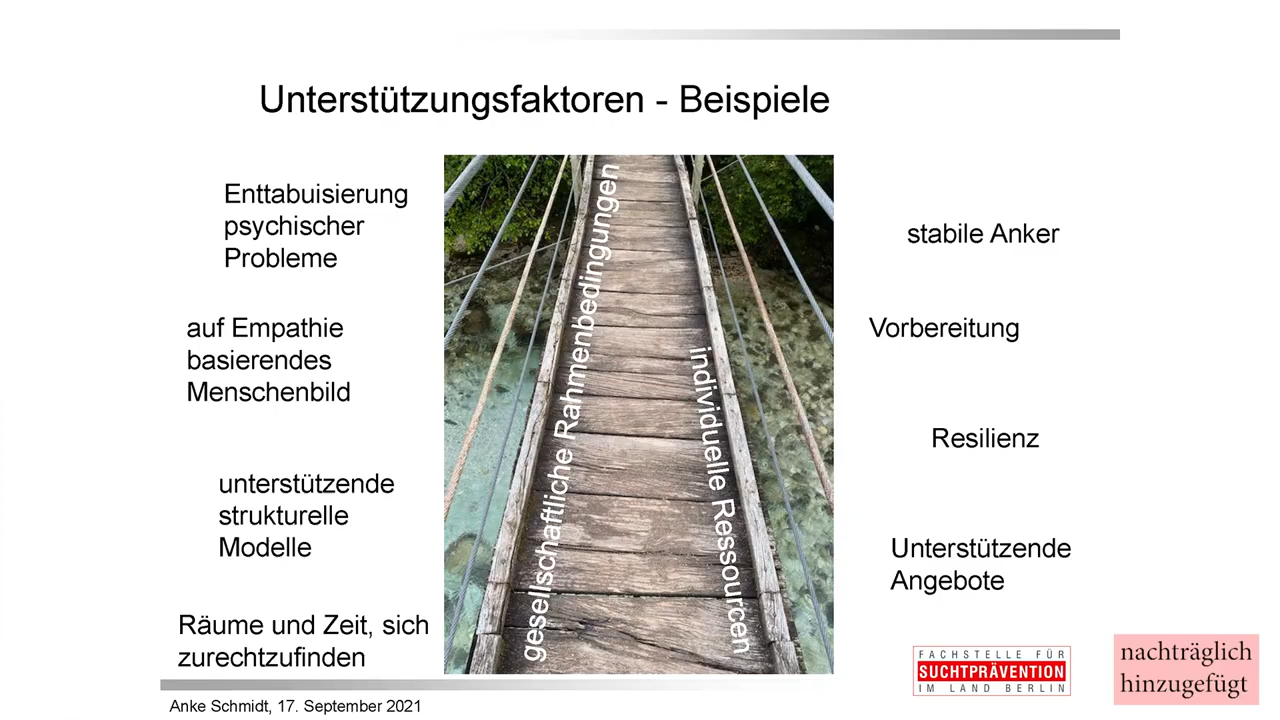 Unterstützungsfaktoren - Beispiele
Enttabuisierung
psychischer
Probleme
auf Empathie
basierendes
Menschenbild
unterstützende
strukturelle
Modelle
Räume und Zeit, sich
zurechtzufinden
gesellschaftliche Rahmenbedingungen
individuelle Ressourcen
stabile Anker
Vorbereitung
Resilienz
Unterstützende
Angebote
FACHSTELLE FÜR
SUCHTPRÄVENTION
IM LAND BERLIN
nachträglich
hinzugefügt
Anke Schmidt, 17. September 2021